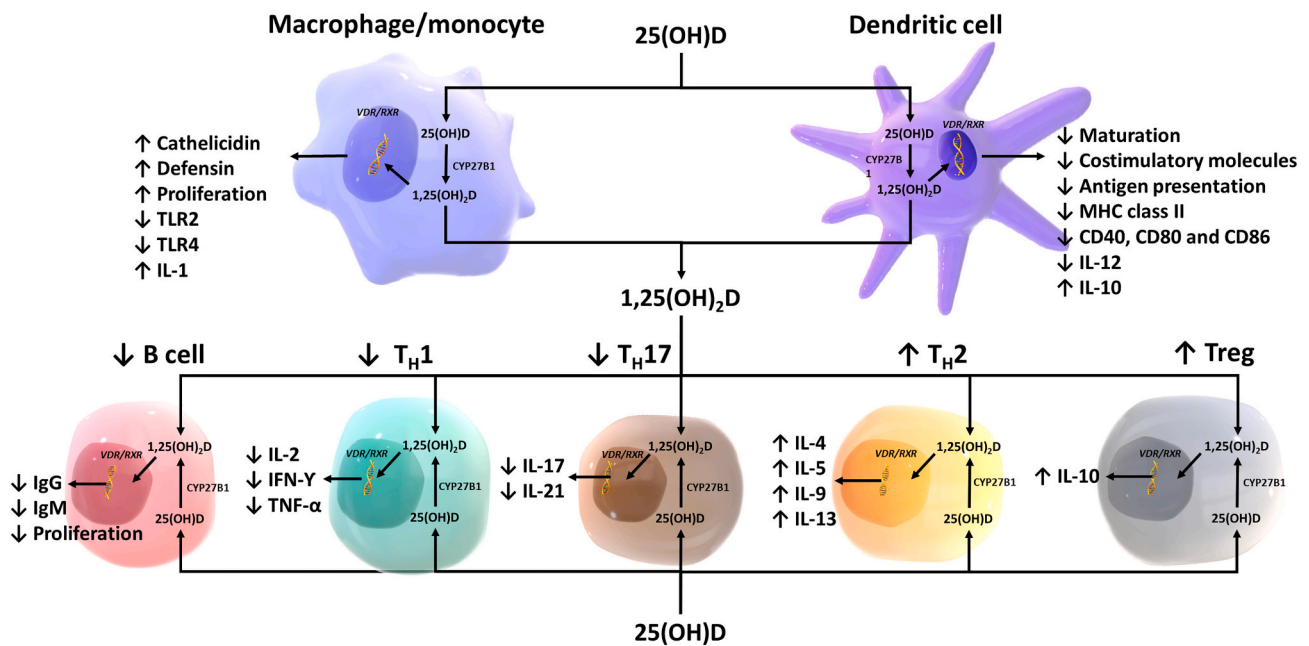 Macrophage/monocyte
25(OH)D
Dendritic cell
VDR/RXR
25(OH)D
CYP27B1
1,25(OH)₂D
↑ Cathelicidin
↑ Defensin
↑ Proliferation
↓ TLR2
↓ TLR4
↑ IL-1
25(OH)D
CYP27B
1
1,25(OH)₂D
VDR/RXR
↓ Maturation
↓ Costimulatory molecules
↓ Antigen presentation
↓ MHC class II
↓ CD40, CD80 and CD86
↓ IL-12
↑ IL-10
1,25(OH)₂D
↓ B cell
↓ TH1
↓ TH17
↑ TH2
↑ Treg
1,25(OH)₂D
VDR/RXR
CYP27B1
25(OH)D
↓ IgG
↓ IgM
↓ Proliferation
1,25(OH)₂D
VDR/RXR
CYP27B1
25(OH)D
↓ IL-2
↓ IFN-Y
↓ TNF-α
1,25(OH)₂D
VDR/RXR
CYP27B1
25(OH)D
↓ IL-17
↓ IL-21
1,25(OH)₂D
VDR/RXR
CYP27B1
25(OH)D
↑ IL-4
↑ IL-5
↑ IL-9
↑ IL-13
1,25(OH)₂D
VDR/RXR
CYP27B1
25(OH)D
↑ IL-10
25(OH)D